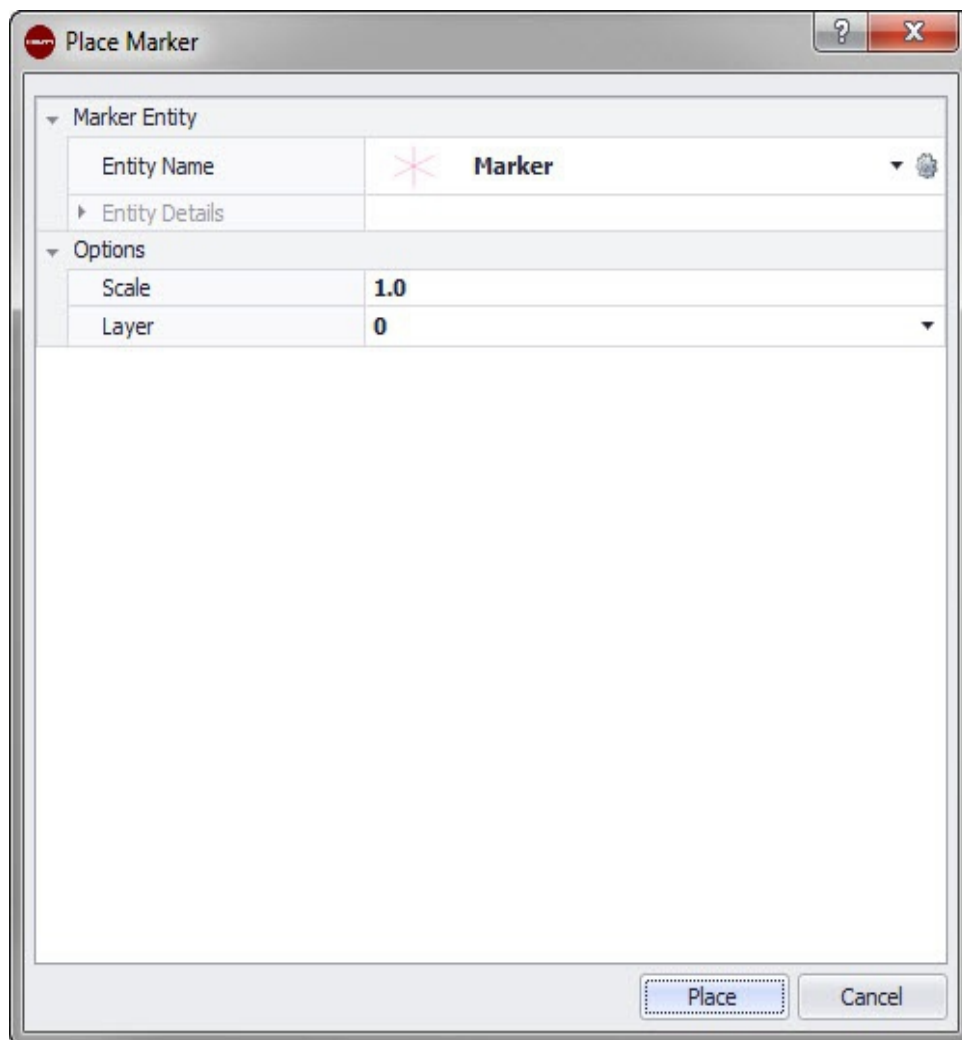 Place Marker
Marker Entity
Entity Name Marker
Entity Details
Options
Scale 1.0
Layer 0
Place Cancel